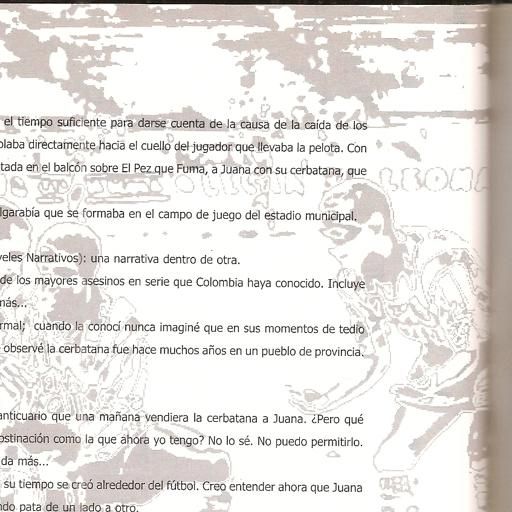 el tiempo suficiente para darse cuenta de la causa de la caída de los
olaba directamente hacia el cuello del jugador que llevaba la pelota. Con
tada en el balcón sobre El Pez que Fuma, a Juana con su cerbatana, que
lgarabía que se formaba en el campo de juego del estadio municipal.
veles Narrativos): una narrativa dentro de otra.
de los mayores asesinos en serie que Colombia haya conocido. Incluye
más...
rmal; cuando la conocí nunca imaginé que en sus momentos de tedio
observé la cerbatana fue hace muchos años en un pueblo de provincia.
anticuario que una mañana vendiera la cerbatana a Juana. ¿Pero qué
ostinación como la que ahora yo tengo? No lo sé. No puedo permitirlo.
da más...
su tiempo se creó alrededor del fútbol. Creo entender ahora que Juana
ndo pata de un lado a otro.